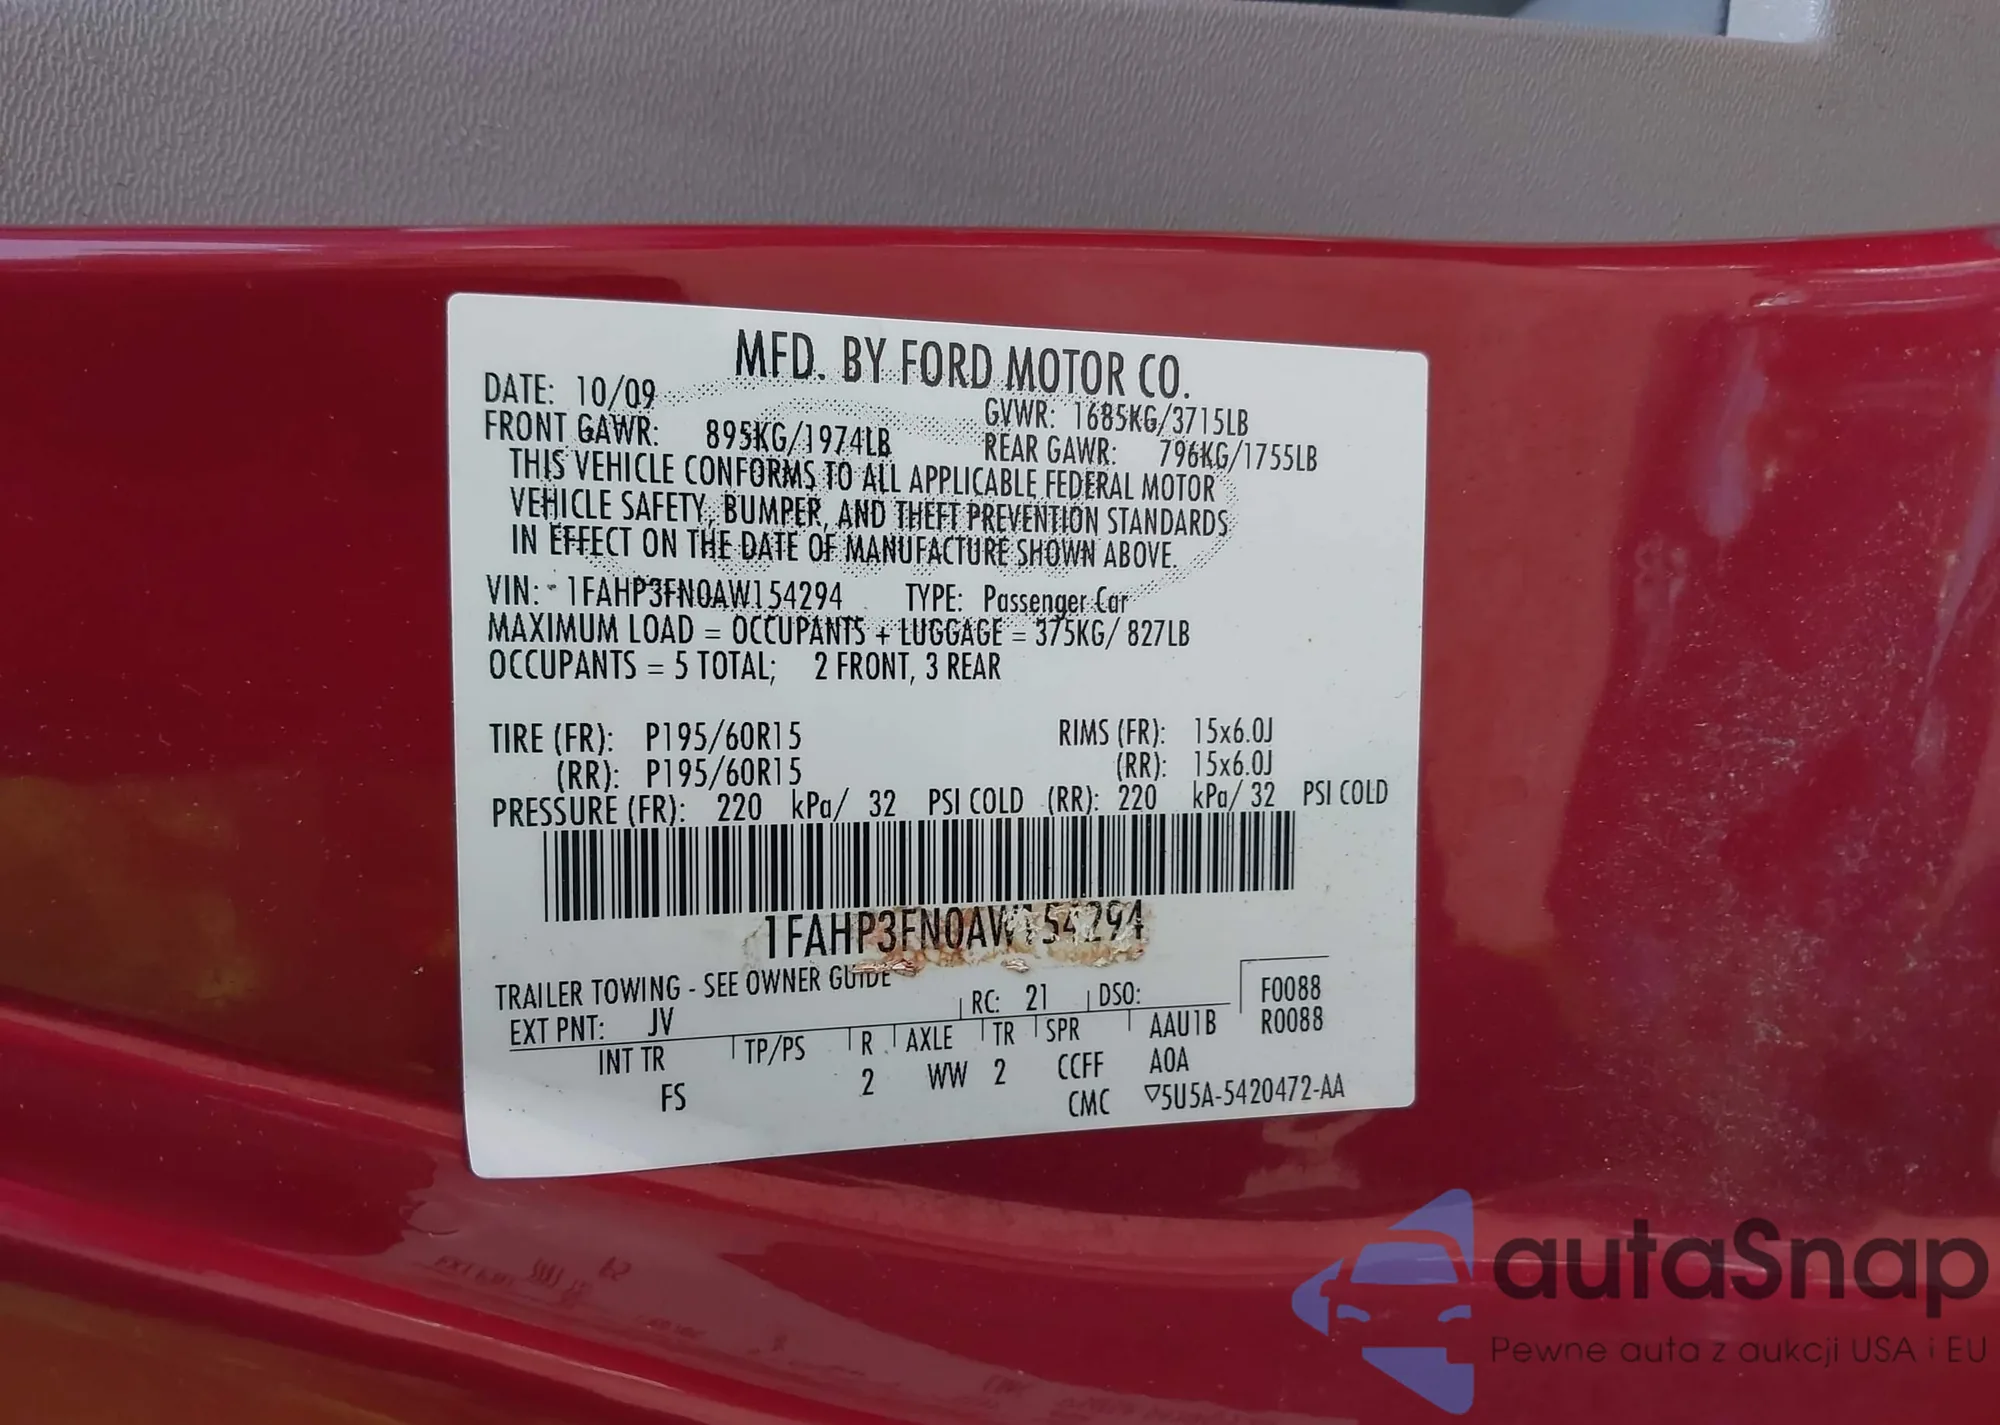 MFD. BY FORD MOTOR CO.
DATE: 10/09
GVWR: 1685KG/3715LB
FRONT GAWR: 895KG/1974LB
REAR GAWR: 796KG/1755LB
THIS VEHICLE CONFORMS TO ALL APPLICABLE FEDERAL MOTOR
VEHICLE SAFETY, BUMPER, AND THEFT PREVENTION STANDARDS
IN EFFECT ON THE DATE OF MANUFACTURE SHOWN ABOVE.
VIN: - 1FAHP3FN0AW154294 TYPE: Passenger Car
MAXIMUM LOAD = OCCUPANTS + LUGGAGE = 375KG/ 827LB
OCCUPANTS = 5 TOTAL; 2 FRONT, 3 REAR
TIRE (FR): P195/60R15 RIMS (FR): 15x6.0J
(RR): P195/60R15 (RR): 15x6.0J
PRESSURE (FR): 220 kPa/ 32 PSI COLD (RR): 220 kPa/ 32 PSI COLD
1FAHP3FN0AW154294
TRAILER TOWING - SEE OWNER GUIDE
EXT PNT: JV RC: 21 DSO: F0088
INT TR TP/PS R AXLE TR SPR AAU1B R0088
FS 2 WW 2 CCFF A0A
CMC ▽5U5A-5420472-AA
autaSnap
Pewne auta z aukcji USA i EU